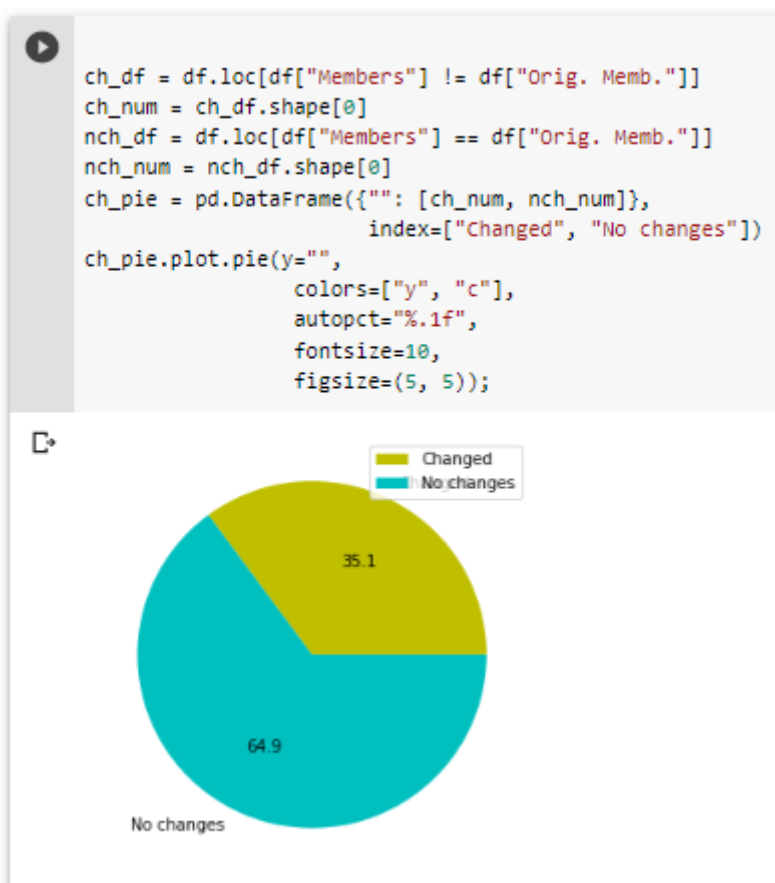 ch_df = df.loc[df["Members"] != df["Orig. Memb."]]
ch_num = ch_df.shape[0]
nch_df = df.loc[df["Members"] == df["Orig. Memb."]]
nch_num = nch_df.shape[0]
ch_pie = pd.DataFrame({"": [ch_num, nch_num]},
index=["Changed", "No changes"])
ch_pie.plot.pie(y="",
colors=["y", "c"],
autopct="%.1f",
fontsize=10,
figsize=(5, 5));
Changed
No changes
35.1
64.9
No changes